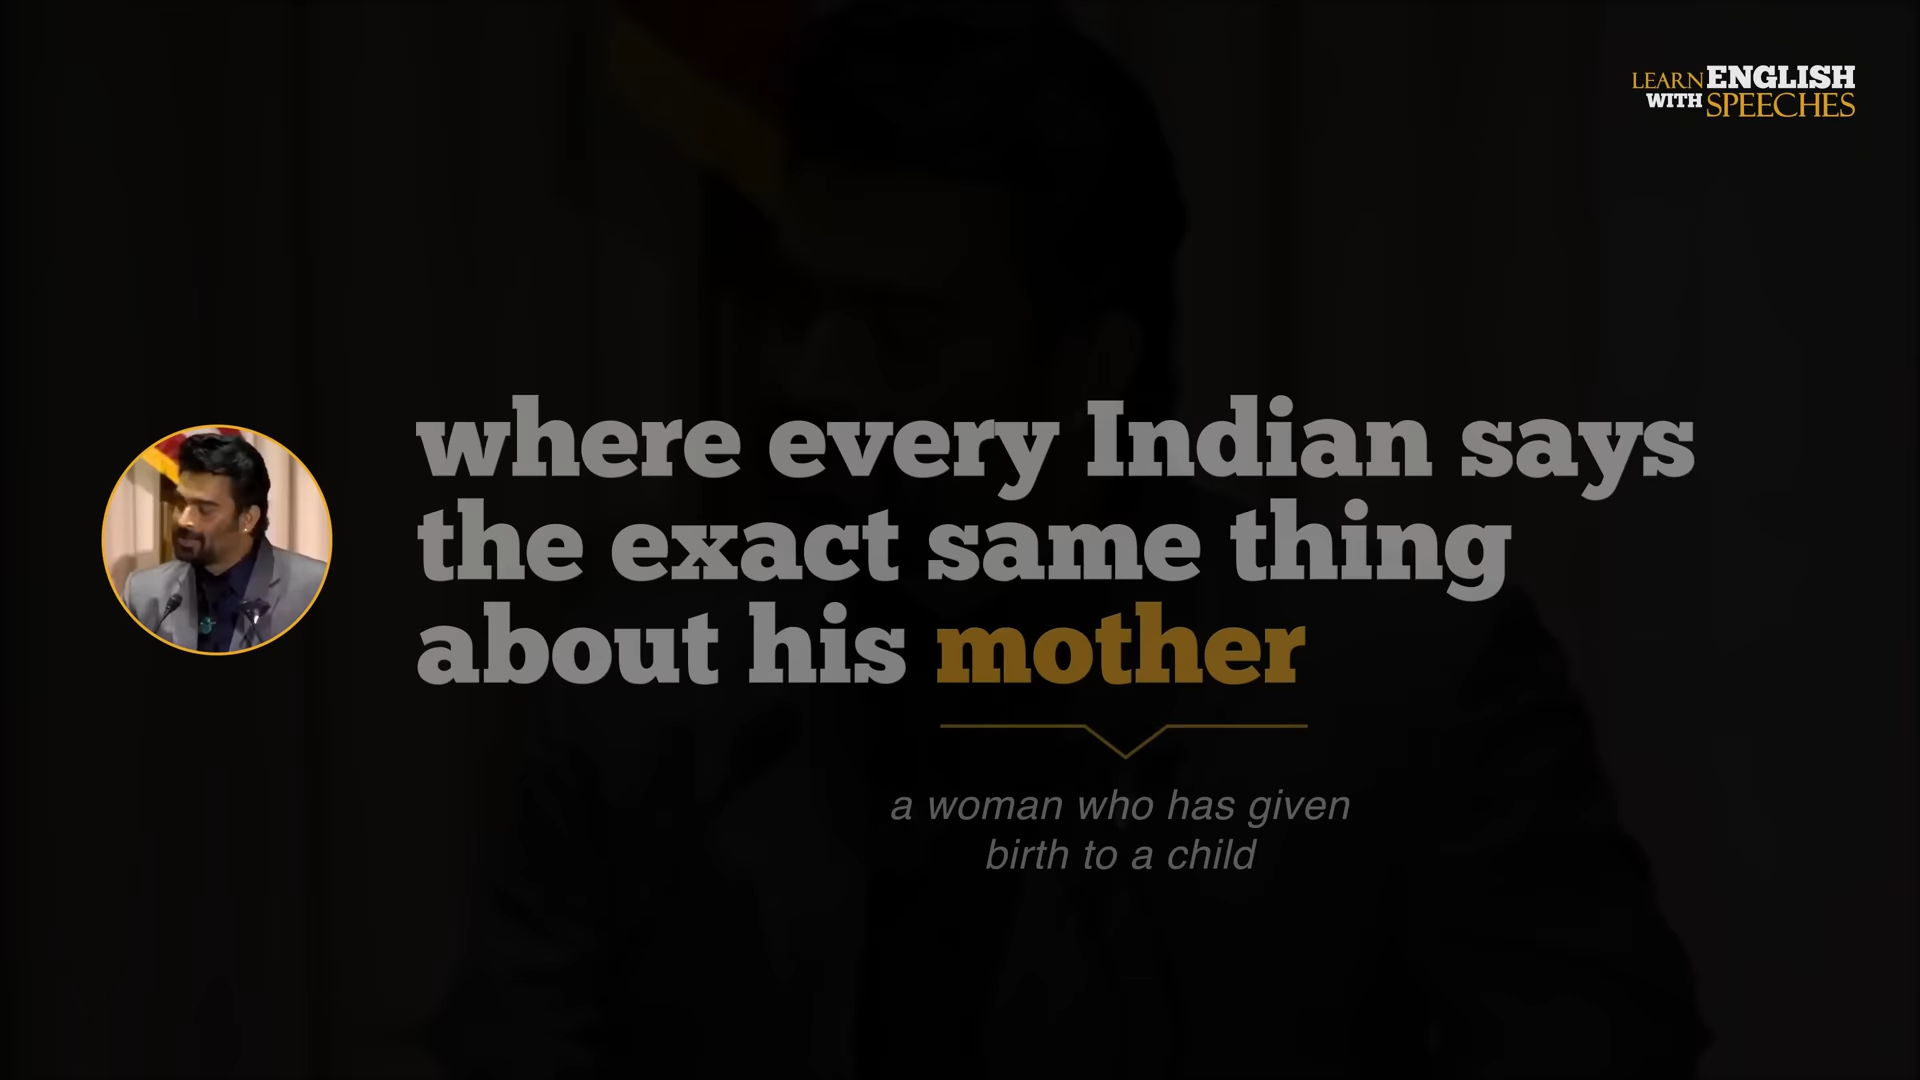 LEARN ENGLISH
WITH SPEECHES
where every Indian says
the exact same thing
about his mother
a woman who has given
birth to a child